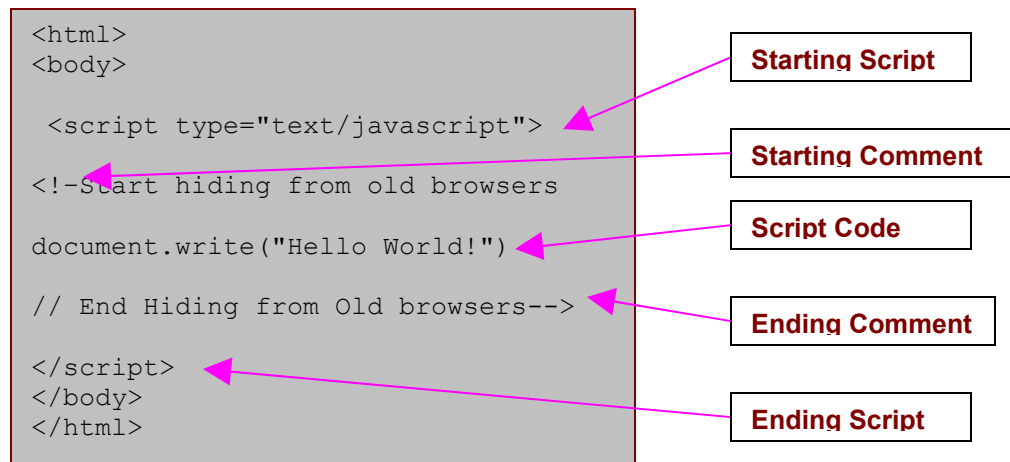 <html>
<body>
<script type="text/javascript">
<!–Start hiding from old browsers
document.write("Hello World!")
// End Hiding from Old browsers-->
</script>
</body>
</html>
Starting Script
Starting Comment
Script Code
Ending Comment
Ending Script